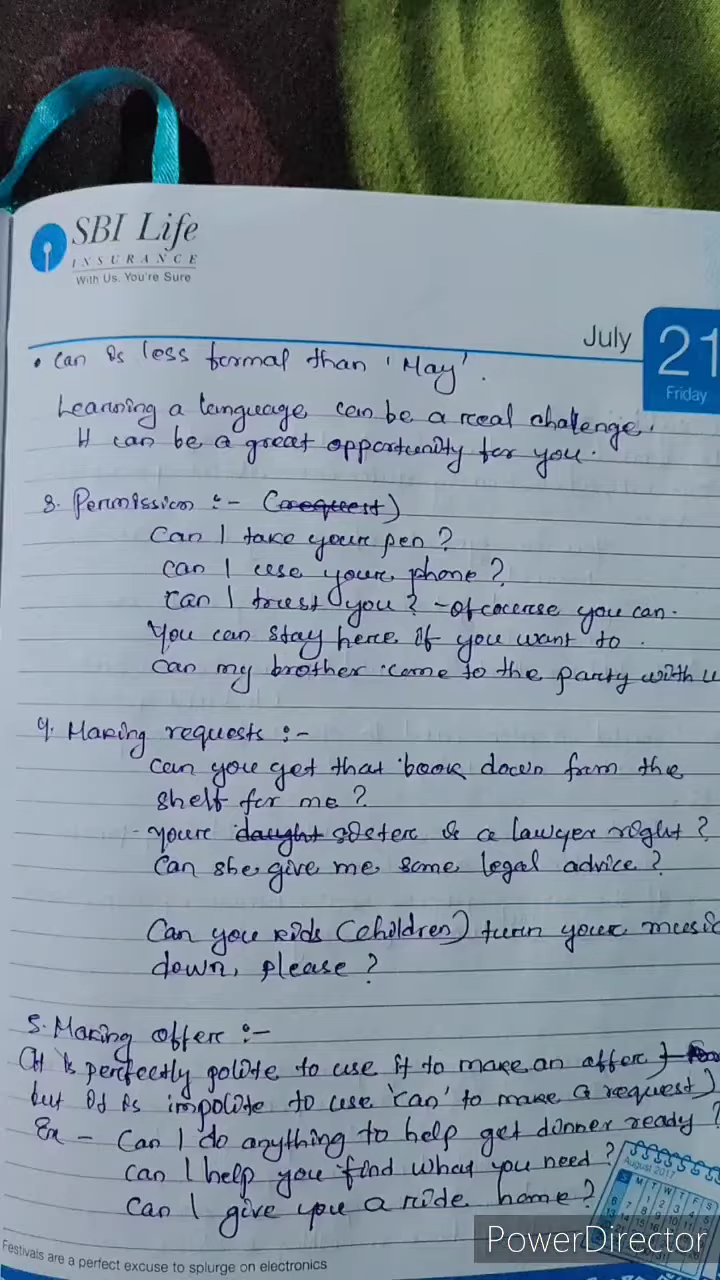 SBI Life
INSURANCE
With Us, You're Sure
July 21
Friday
• Can is less formal than 'May'.
Learning a language can be a real challenge.
It can be a great opportunity for you.
3. Permission :- (request)
Can I take your pen?
Can I use your phone?
Can I trust you? - Of course you can.
You can stay here if you want to.
Can my brother come to the party with u
4. Making requests :-
Can you get that book down from the
shelf for me?
- your daught sister is a lawyer right?
Can she give me some legal advice?
Can you kids (children) turn your music
down, please?
5. Making offer :-
(It is perfectly polite to use it to make an offer)
but it is impolite to use 'can' to make a request)
Ex - Can I do anything to help get dinner ready?
Can I help you find what you need?
Can I give you a ride home?
August 2017
S M T W T F S
Festivals are a perfect excuse to splurge on electronics
PowerDirector